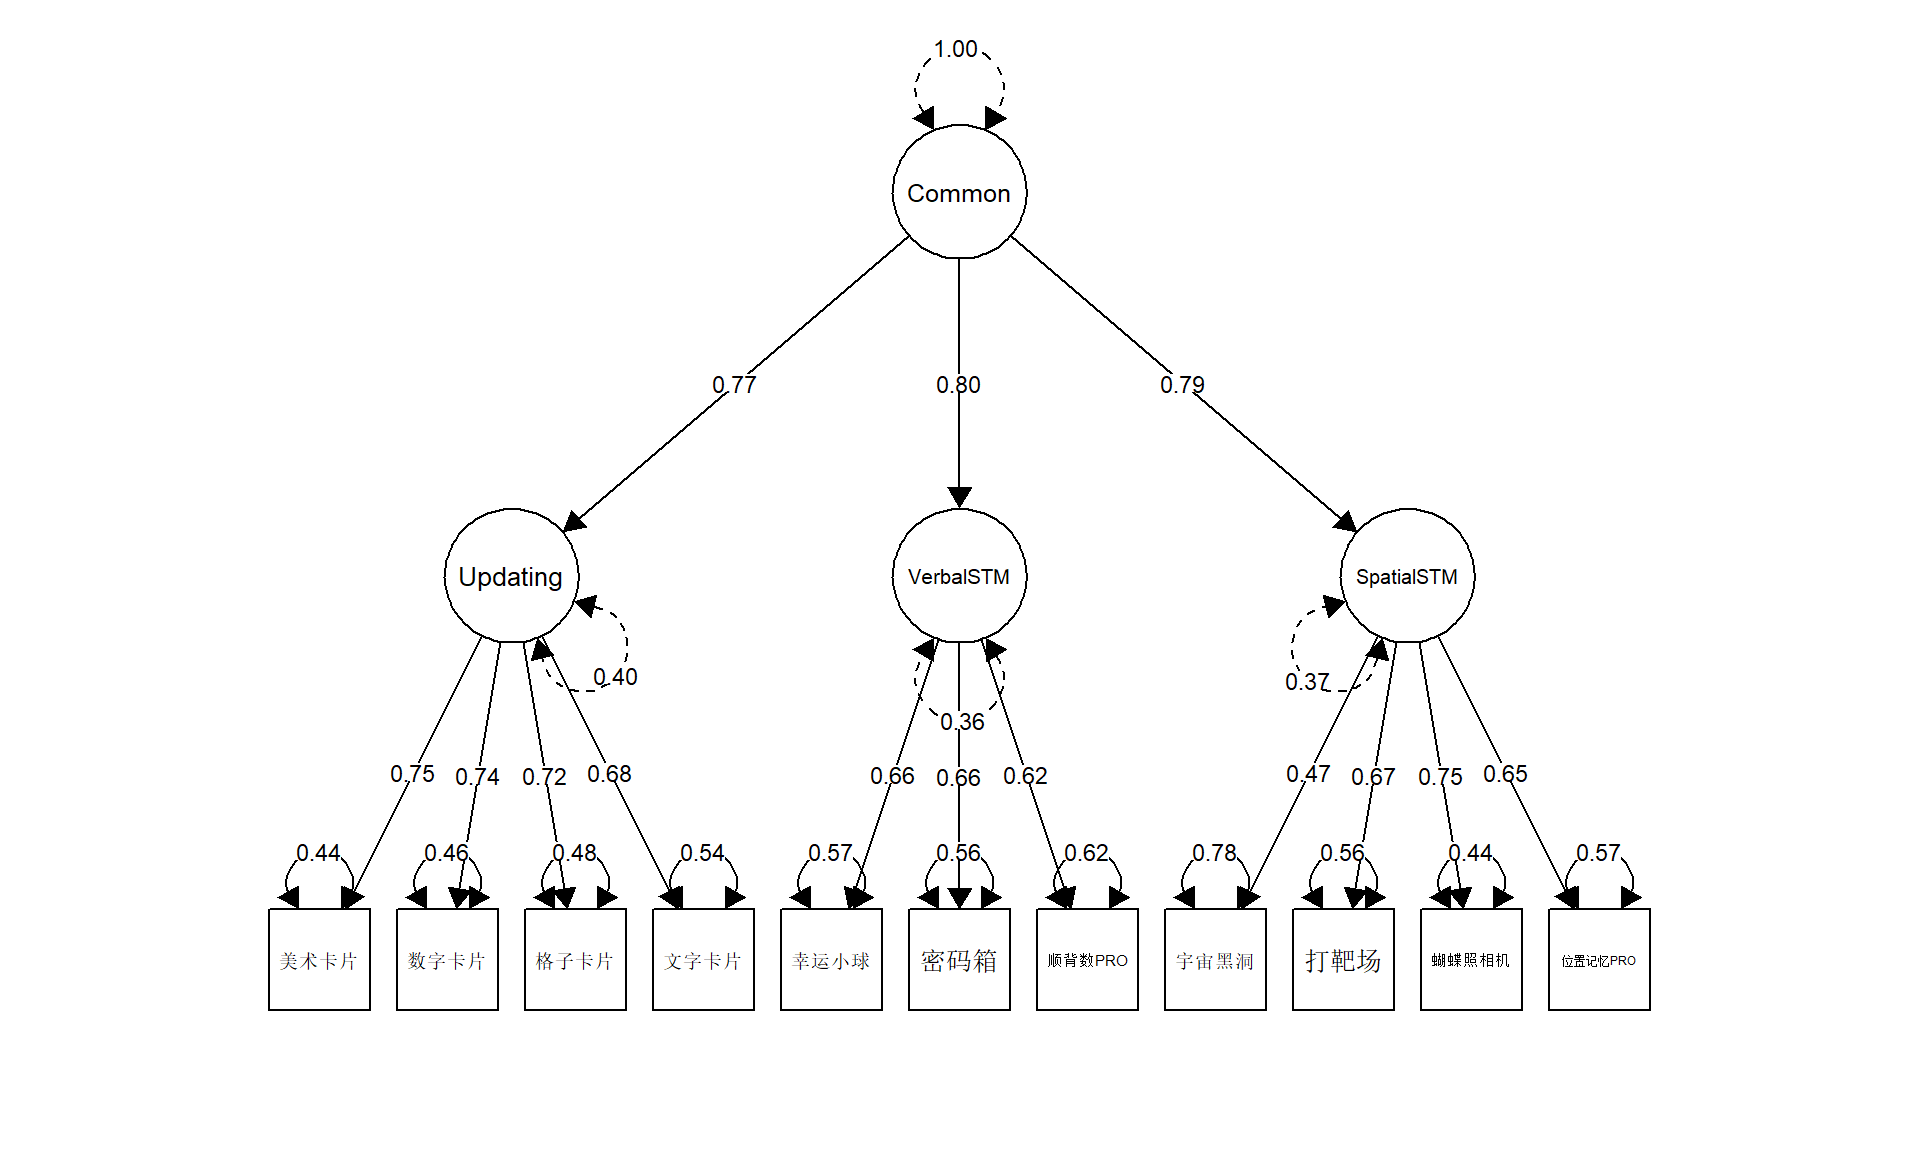 1.00
Common
0.77 0.80 0.79
Updating VerbalSTM SpatialSTM
0.40 0.36 0.37
0.75 0.74 0.72 0.68 0.66 0.66 0.62 0.47 0.67 0.75 0.65
0.44 0.46 0.48 0.54 0.57 0.56 0.62 0.78 0.56 0.44 0.57
美术卡片 数字卡片 格子卡片 文字卡片 幸运小球 密码箱 顺背数PRO 宇宙黑洞 打靶场 蝴蝶照相机 位置记忆PRO